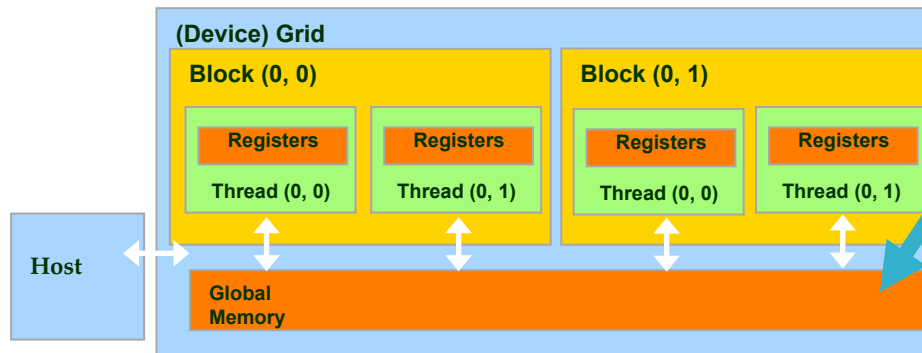 (Device) Grid
Block (0, 0)
Block (0, 1)
Registers
Registers
Registers
Registers
Thread (0, 0)
Thread (0, 1)
Thread (0, 0)
Thread (0, 1)
Host
Global
Memory